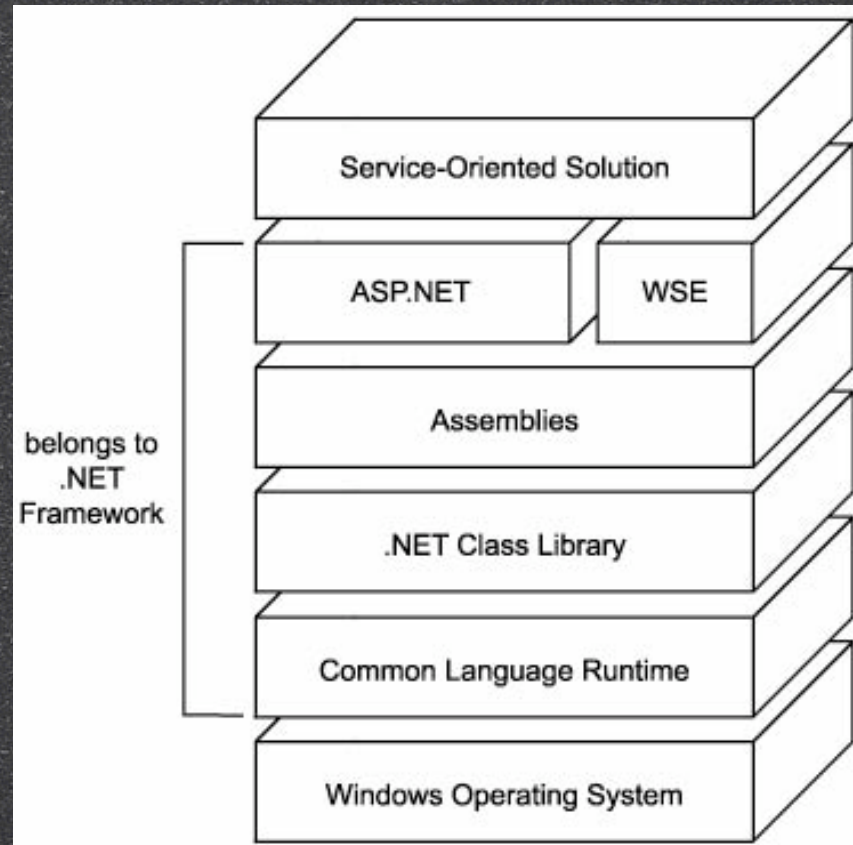 Service-Oriented Solution
ASP.NET
WSE
Assemblies
belongs to
.NET
Framework
.NET Class Library
Common Language Runtime
Windows Operating System